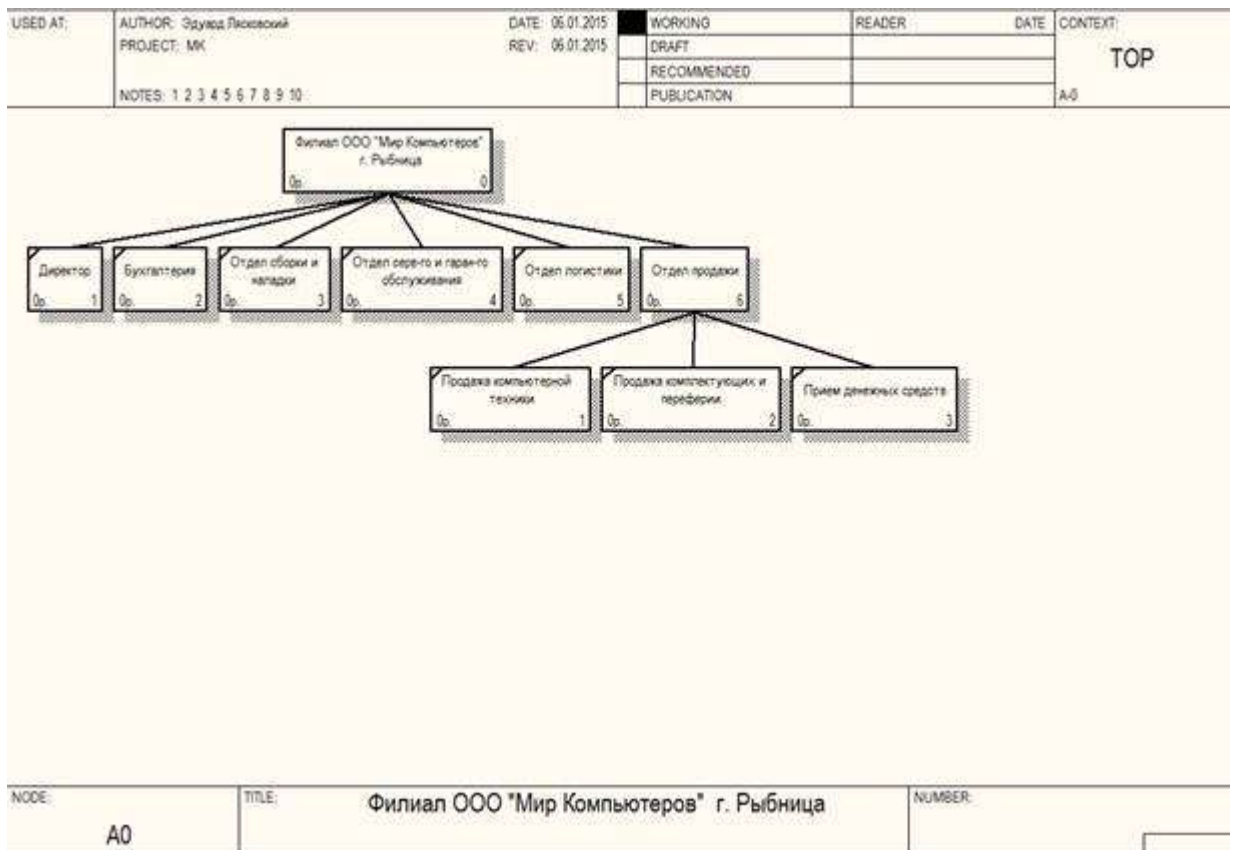 USED AT:
AUTHOR: Эдуард Лясковский
DATE: 06.01.2015
WORKING
READER
DATE
CONTEXT:
PROJECT: МК
REV: 06.01.2015
DRAFT
TOP
RECOMMENDED
NOTES: 1 2 3 4 5 6 7 8 9 10
PUBLICATION
A-0
Филиал ООО "Мир Компьютеров"
г. Рыбница
0р. 0
Директор
0р. 1
Бухгалтерия
0р. 2
Отдел сборки и
наладки
0р. 3
Отдел серв-го и гаран-го
обслуживания
0р. 4
Отдел логистики
0р. 5
Отдел продажи
0р. 6
Продажа компьютерной
техники
0р. 1
Продажа комплектующих и
переферии
0р. 2
Прием денежных средств
0р. 3
NODE:
A0
TITLE:
Филиал ООО "Мир Компьютеров" г. Рыбница
NUMBER: